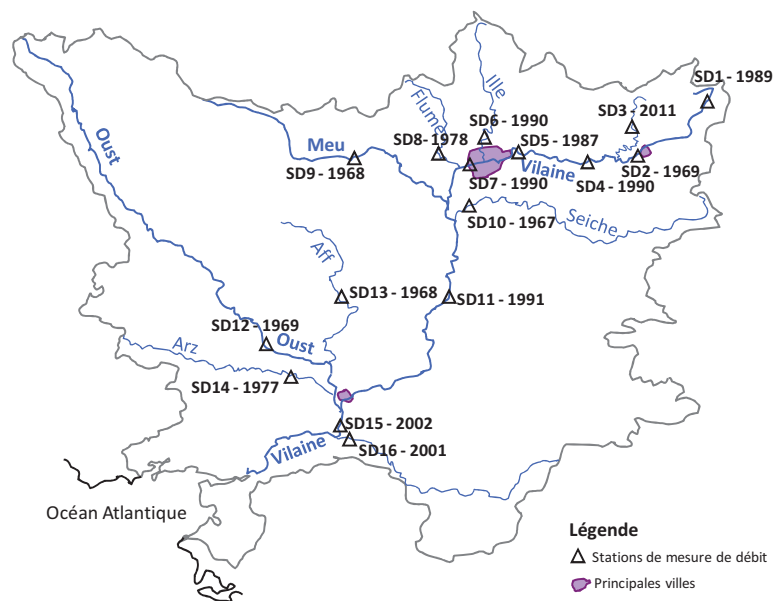 SD1 - 1989
Ille
SD3 - 2011
Flume
Oust
SD6 - 1990
Meu
SD8 - 1978
SD5 - 1987
Vilaine
SD2 - 1969
SD9 - 1968
SD7 - 1990
SD4 - 1990
SD10 - 1967
Seiche
Aff
SD13 - 1968
SD11 - 1991
SD12 - 1969
Arz
Oust
SD14 - 1977
SD15 - 2002
Vilaine
SD16 - 2001
Océan Atlantique
Légende
Stations de mesure de débit
Principales villes